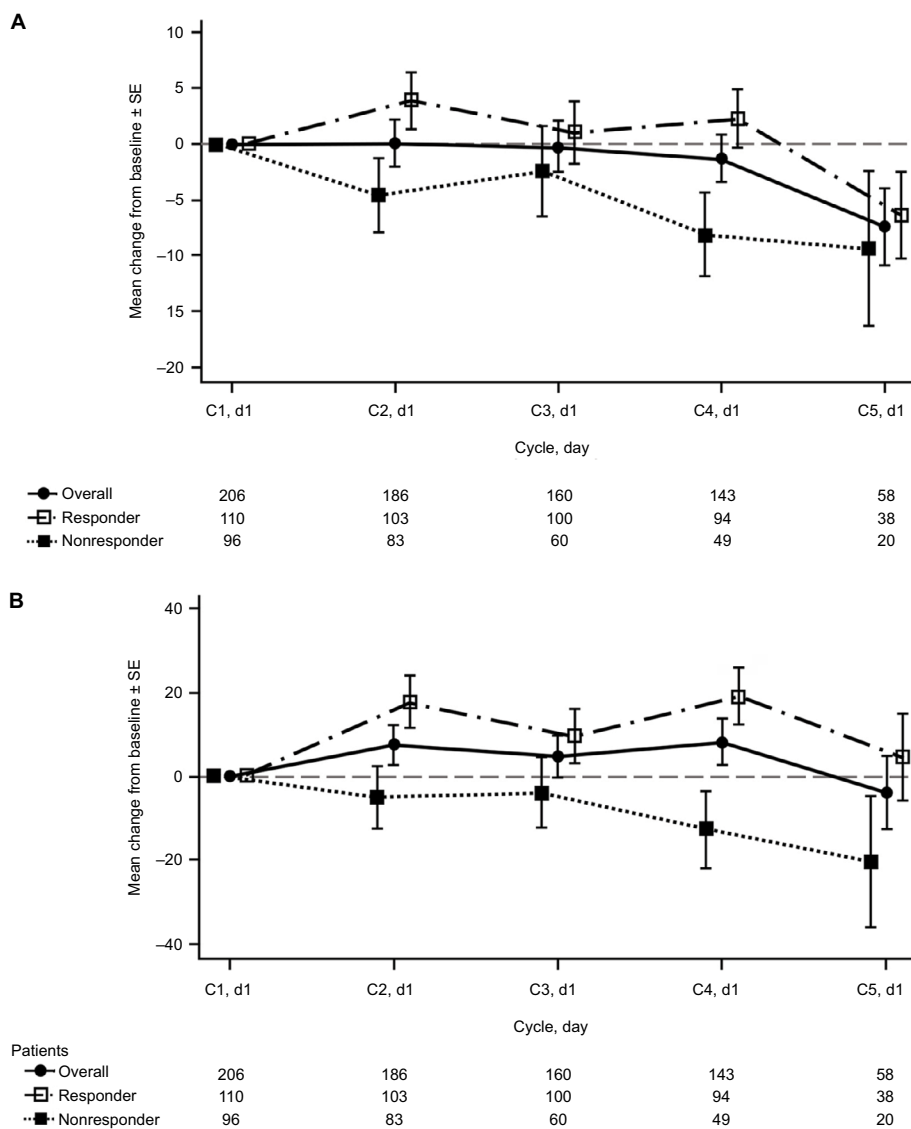 A
Mean change from baseline ± SE
10
5
0
–5
–10
15
–20
C1, d1 C2, d1 C3, d1 C4, d1 C5, d1
Cycle, day
Overall 206 186 160 143 58
Responder 110 103 100 94 38
Nonresponder 96 83 60 49 20
B
Mean change from baseline ± SE
40
20
0
–20
–40
C1, d1 C2, d1 C3, d1 C4, d1 C5, d1
Cycle, day
Patients
Overall 206 186 160 143 58
Responder 110 103 100 94 38
Nonresponder 96 83 60 49 20